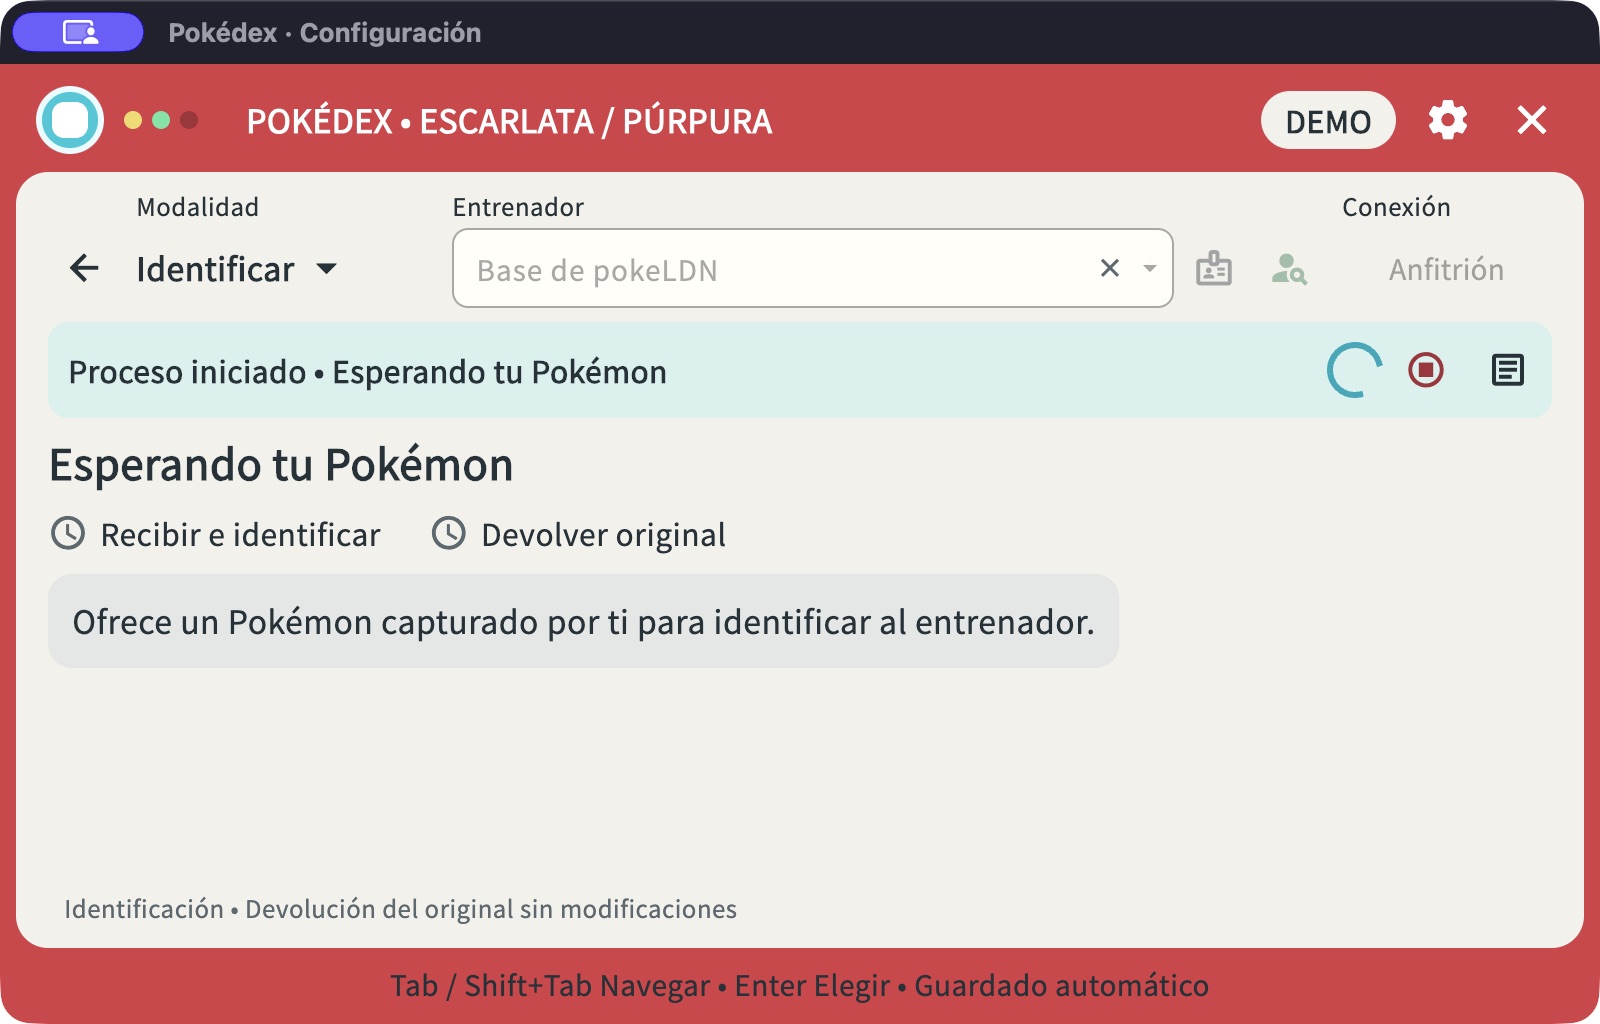 Pokédex · Configuración
POKÉDEX • ESCARLATA / PÚRPURA
DEMO
Modalidad
Entrenador
Conexión
Identificar
Base de pokeLDN
Anfitrión
Proceso iniciado • Esperando tu Pokémon
Esperando tu Pokémon
Recibir e identificar
Devolver original
Ofrece un Pokémon capturado por ti para identificar al entrenador.
Identificación • Devolución del original sin modificaciones
Tab / Shift+Tab Navegar • Enter Elegir • Guardado automático